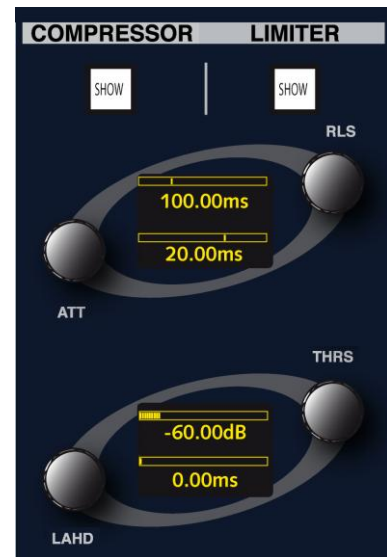 COMPRESSOR LIMITER
SHOW SHOW
RLS
100.00ms
20.00ms
ATT
THRS
-60.00dB
0.00ms
LAHD